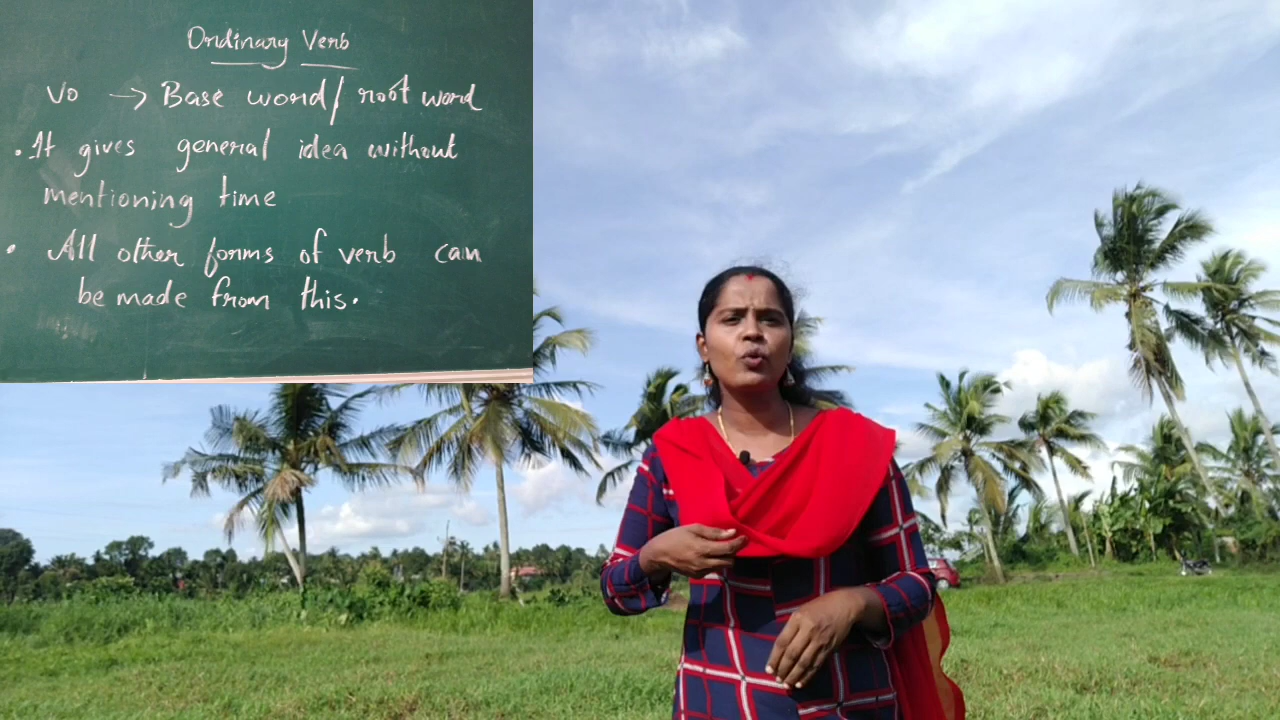 Ordinary Verb
Vo → Base word/ root word
. It gives general idea without
mentioning time
• All other forms of verb can
be made from this.